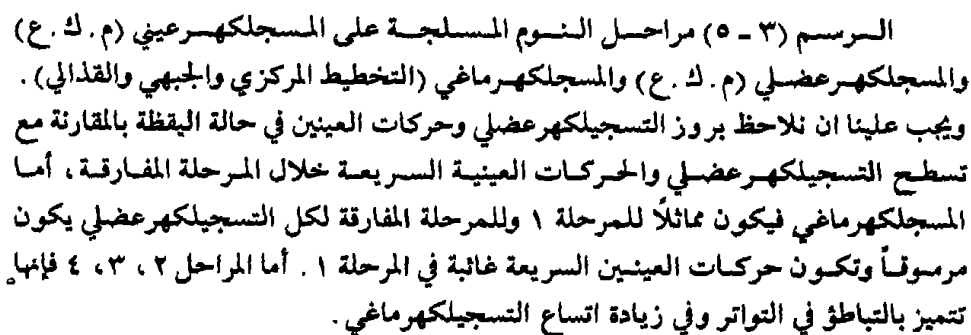 الرسم (٣ - ٥) مراحل النوم المسلجة على المسجلكهرعيني (م. ك. ع)
والمسجلكهرعضلي (م. ك. ع) والمسجلكهرماغي (التخطيط المركزي والجبهي والقذالي).
ويجب علينا ان نلاحظ بروز التسجيلكهرعضلي وحركات العينين في حالة اليقظة بالمقارنة مع
تسطح التسجيلكهرعضلي والحركات العينية السريعة خلال المرحلة المفارقة، أما
المسجلكهرماغي فيكون مماثلاً للمرحلة ١ وللمرحلة المفارقة لكل التسجيلكهرعضلي يكون
مرموقاً وتكون حركات العينين السريعة غائبة في المرحلة ١. أما المراحل ٢، ٣، ٤ فإنها
تتميز بالتباطؤ في التواتر وفي زيادة اتساع التسجيلكهرماغي.